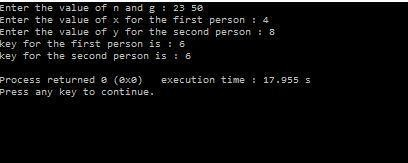 Enter the value of n and g : 23 50
Enter the value of x for the first person : 4
Enter the value of y for the second person : 8
key for the first person is : 6
key for the second person is : 6
Process returned 0 (0x0)   execution time : 17.955 s
Press any key to continue.